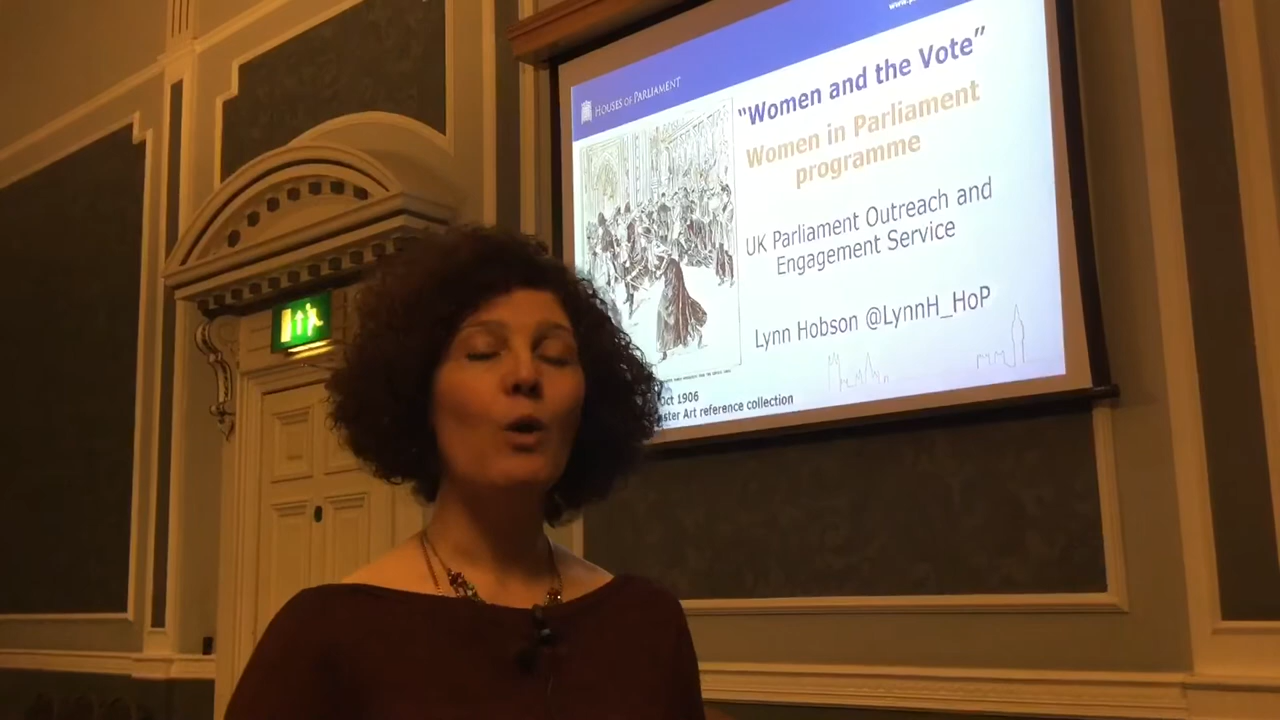 HOUSES OF PARLIAMENT
"Women and the Vote"
Women in Parliament
programme
UK Parliament Outreach and
Engagement Service
Lynn Hobson @LynnH_HoP
Oct 1906
Art reference collection